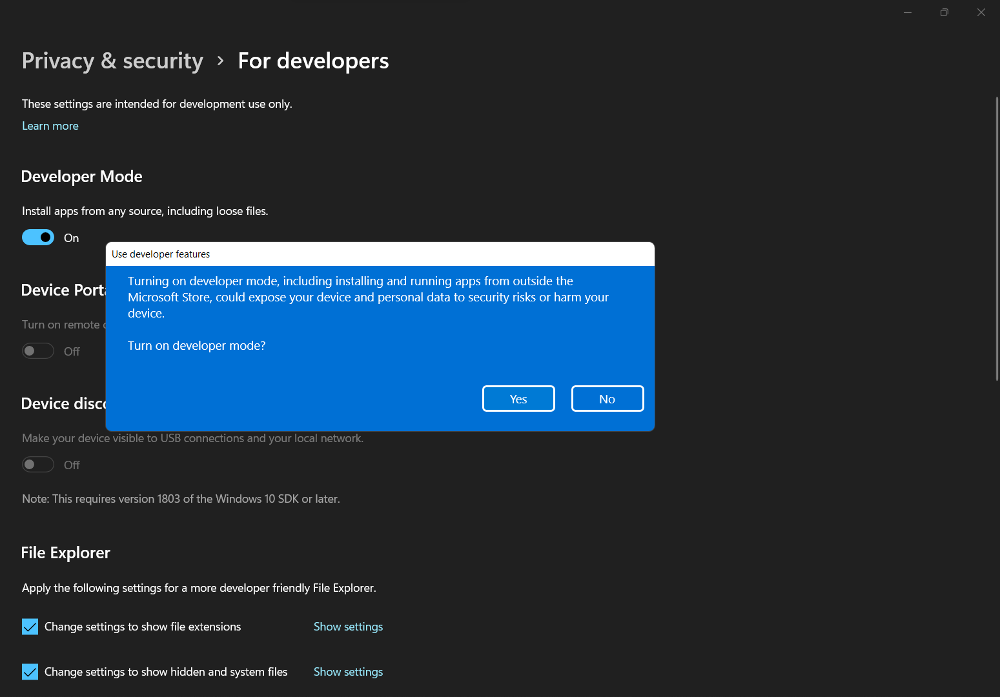 Privacy & security > For developers
These settings are intended for development use only.
Learn more
Developer Mode
Install apps from any source, including loose files.
On
Use developer features
Turning on developer mode, including installing and running apps from outside the
Microsoft Store, could expose your device and personal data to security risks or harm your
device.
Turn on developer mode?
Yes No
Device
Turn on remote
Off
Device
Make your device visible to USB connections and your local network.
Off
Note: This requires version 1803 of the Windows 10 SDK or later.
File Explorer
Apply the following settings for a more developer friendly File Explorer.
Change settings to show file extensions Show settings
Change settings to show hidden and system files Show settings